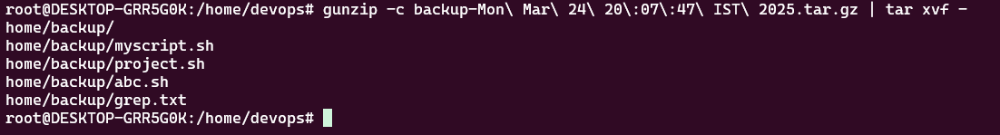 root@DESKTOP-GRR5G0K:/home/devops# gunzip -c backup-Mon\ Mar\ 24\ 20\:07\:47\ IST\ 2025.tar.gz | tar xvf -
home/backup/
home/backup/myscript.sh
home/backup/project.sh
home/backup/abc.sh
home/backup/grep.txt
root@DESKTOP-GRR5G0K:/home/devops#